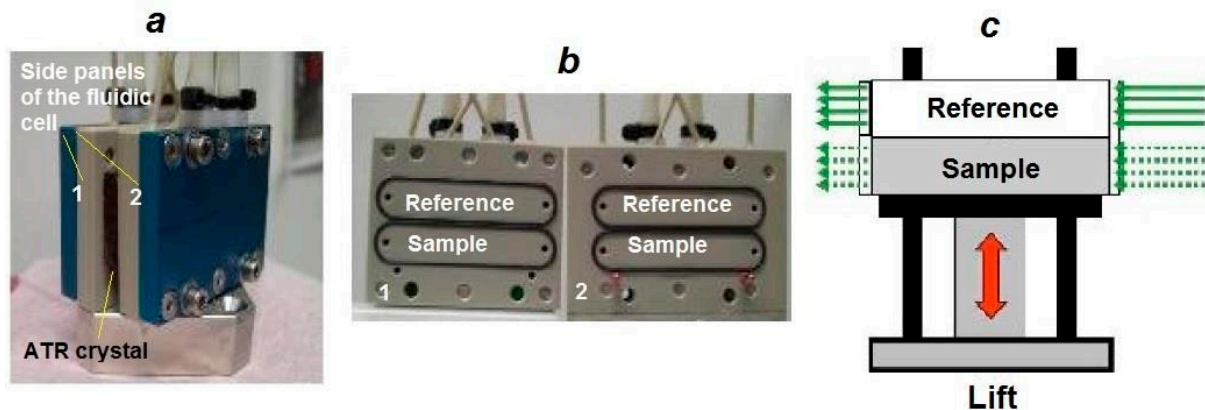 a
Side panels
of the fluidic
cell
1
2
ATR crystal
b
Reference
Sample
1
Reference
Sample
2
c
Reference
Sample
Lift